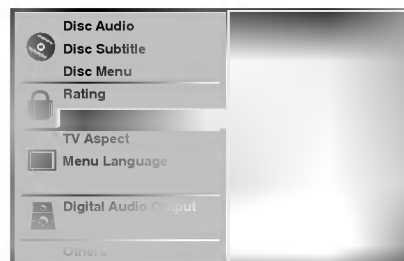 Disc Audio
Disc Subtitle
Disc Menu
Rating
TV Aspect
Menu Language
Digital Audio Output
Others